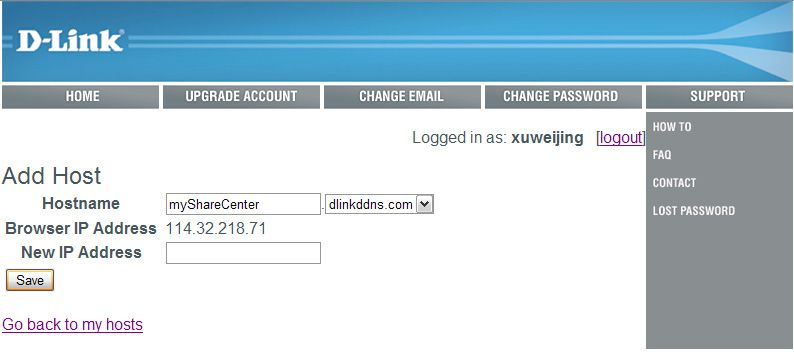 D-Link
HOME UPGRADE ACCOUNT CHANGE EMAIL CHANGE PASSWORD SUPPORT
HOW TO
FAQ
CONTACT
LOST PASSWORD
Logged in as: xuweijing [logout]
Add Host
Hostname myShareCenter . dlinkddns.com
Browser IP Address 114.32.218.71
New IP Address
Save
Go back to my hosts